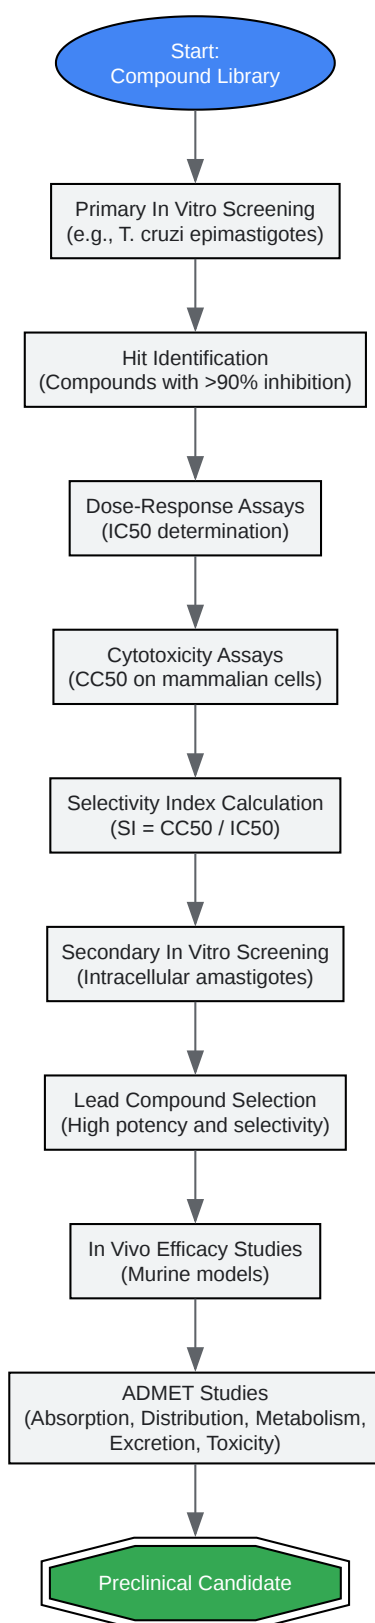 Start:
Compound Library
Primary In Vitro Screening
(e.g., T. cruzi epimastigotes)
Hit Identification
(Compounds with >90% inhibition)
Dose-Response Assays
(IC50 determination)
Cytotoxicity Assays
(CC50 on mammalian cells)
Selectivity Index Calculation
(SI = CC50 / IC50)
Secondary In Vitro Screening
(Intracellular amastigotes)
Lead Compound Selection
(High potency and selectivity)
In Vivo Efficacy Studies
(Murine models)
ADMET Studies
(Absorption, Distribution, Metabolism,
Excretion, Toxicity)
Preclinical Candidate